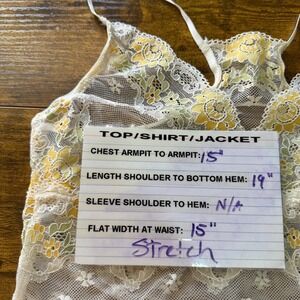 TOP/SHIRT/JACKET
CHEST ARMPIT TO ARMPIT: 15"
LENGTH SHOULDER TO BOTTOM HEM: 19"
SLEEVE SHOULDER TO HEM: N/A
FLAT WIDTH AT WAIST: 15"
Stretch